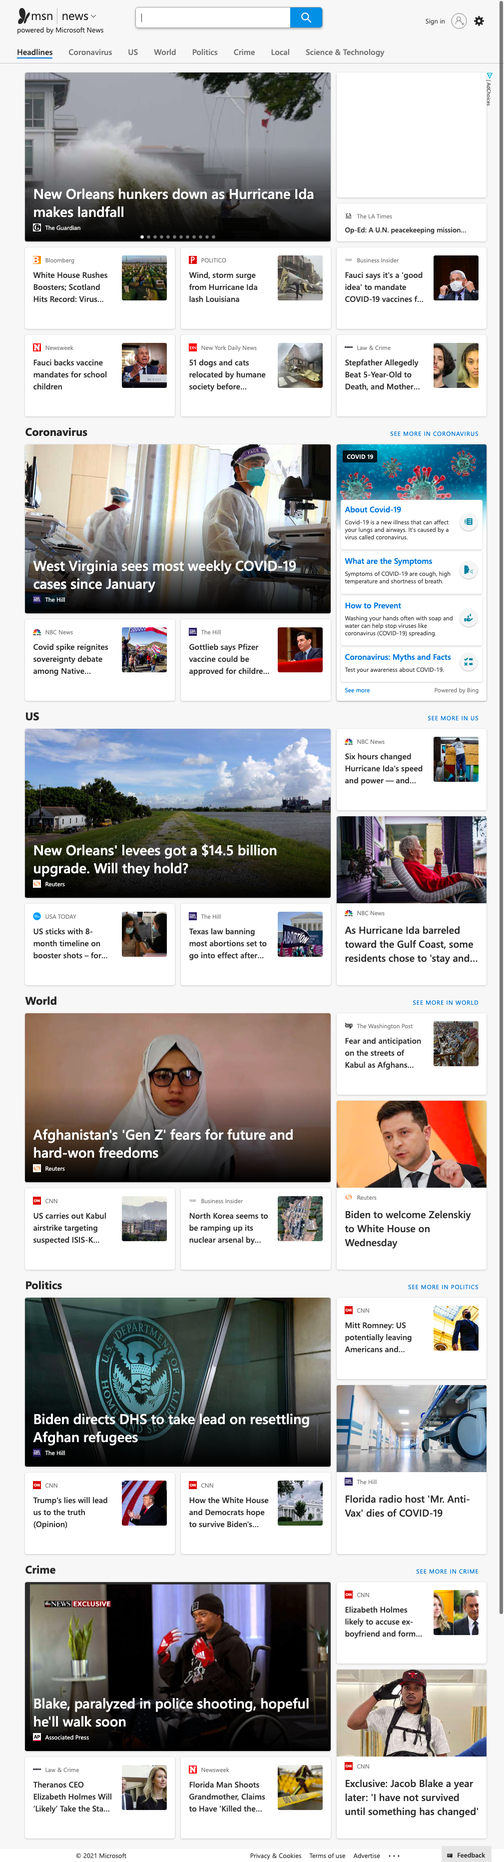 msn | news
powered by Microsoft News
Sign in
Headlines
Coronavirus
US
World
Politics
Crime
Local
Science & Technology
New Orleans hunkers down as Hurricane Ida
makes landfall
The Guardian
AdChoices
The LA Times
Op-Ed: A U.N. peacekeeping mission...
Bloomberg
White House Rushes
Boosters; Scotland
Hits Record: Virus...
POLITICO
Wind, storm surge
from Hurricane Ida
lash Louisiana
Business Insider
Fauci says it's a 'good
idea' to mandate
COVID-19 vaccines f...
Newsweek
Fauci backs vaccine
mandates for school
children
New York Daily News
51 dogs and cats
relocated by humane
society before...
Law & Crime
Stepfather Allegedly
Beat 5-Year-Old to
Death, and Mother...
Coronavirus
SEE MORE IN CORONAVIRUS
West Virginia sees most weekly COVID-19
cases since January
The Hill
COVID 19
About Covid-19
Covid-19 is a new illness that can affect
your lungs and airways. It's caused by a
virus called coronavirus.
What are the Symptoms
Symptoms of COVID-19 are cough, high
temperature and shortness of breath.
How to Prevent
Washing your hands often with soap and
water can help stop viruses like
coronavirus (COVID-19) spreading.
Coronavirus: Myths and Facts
Test your awareness about COVID-19.
See more
Powered by Bing
NBC News
Covid spike reignites
sovereignty debate
among Native...
The Hill
Gottlieb says Pfizer
vaccine could be
approved for childre...
US
SEE MORE IN US
New Orleans' levees got a $14.5 billion
upgrade. Will they hold?
Reuters
NBC News
Six hours changed
Hurricane Ida's speed
and power — and...
NBC News
As Hurricane Ida barreled
toward the Gulf Coast, some
residents chose to 'stay and...
USA TODAY
US sticks with 8-
month timeline on
booster shots – for...
The Hill
Texas law banning
most abortions set to
go into effect after...
ABORTION
World
SEE MORE IN WORLD
Afghanistan's 'Gen Z' fears for future and
hard-won freedoms
Reuters
wp
The Washington Post
Fear and anticipation
on the streets of
Kabul as Afghans...
Reuters
Biden to welcome Zelenskiy
to White House on
Wednesday
CNN
US carries out Kabul
airstrike targeting
suspected ISIS-K...
Business Insider
North Korea seems to
be ramping up its
nuclear arsenal by...
Politics
SEE MORE IN POLITICS
U.S. DEPARTMENT OF
HOMELAND SECURITY
Biden directs DHS to take lead on resettling
Afghan refugees
The Hill
CNN
Mitt Romney: US
potentially leaving
Americans and...
The Hill
Florida radio host 'Mr. Anti-
Vax' dies of COVID-19
CNN
Trump's lies will lead
us to the truth
(Opinion)
CNN
How the White House
and Democrats hope
to survive Biden's...
Crime
SEE MORE IN CRIME
abc NEWS EXCLUSIVE
Blake, paralyzed in police shooting, hopeful
he'll walk soon
AP
Associated Press
CNN
Elizabeth Holmes
likely to accuse ex-
boyfriend and form...
CNN
Exclusive: Jacob Blake a year
later: 'I have not survived
until something has changed'
Law & Crime
Theranos CEO
Elizabeth Holmes Will
'Likely' Take the Sta...
Newsweek
Florida Man Shoots
Grandmother, Claims
to Have 'Killed the...
© 2021 Microsoft
Privacy & Cookies
Terms of use
Advertise
Feedback